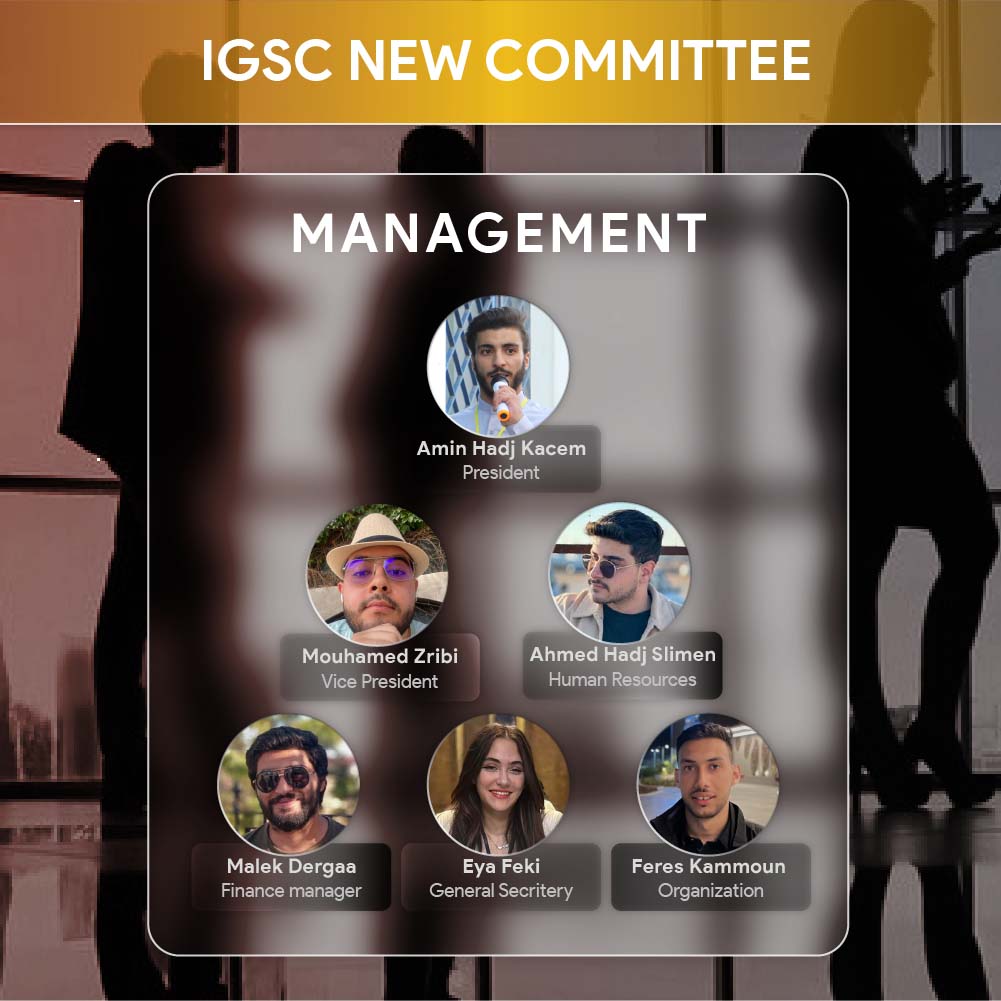 IGSC NEW COMMITTEE
MANAGEMENT
Amin Hadj Kacem
President
Mouhamed Zribi
Vice President
Ahmed Hadj Slimen
Human Resources
Malek Dergaa
Finance manager
Eya Feki
General Secritery
Feres Kammoun
Organization